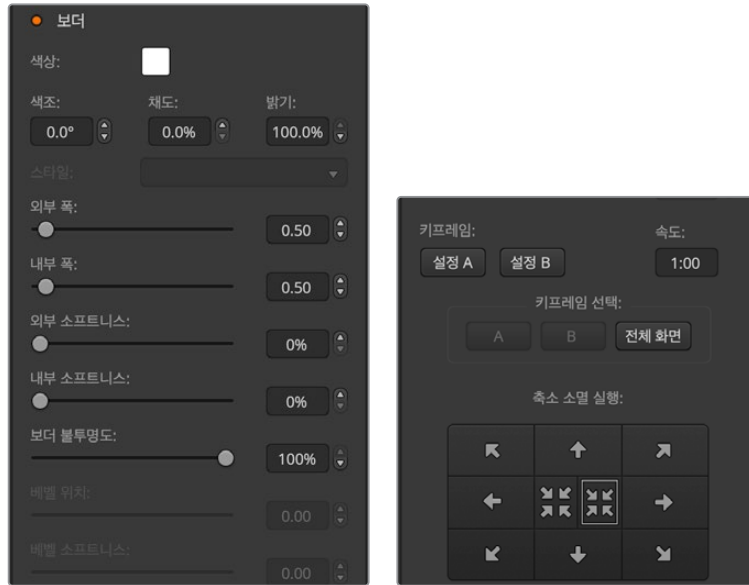 보더
색상:
색조: 채도: 밝기:
0.0° 0.0% 100.0%
스타일:
외부 폭:
0.50
내부 폭:
0.50
외부 소프트니스:
0%
내부 소프트니스:
0%
보더 불투명도:
100%
베벨 위치:
0.00
베벨 소프트니스:
0.00
키프레임: 속도:
설정 A 설정 B 1:00
키프레임 선택:
A B 전체 화면
축소 소멸 실행: